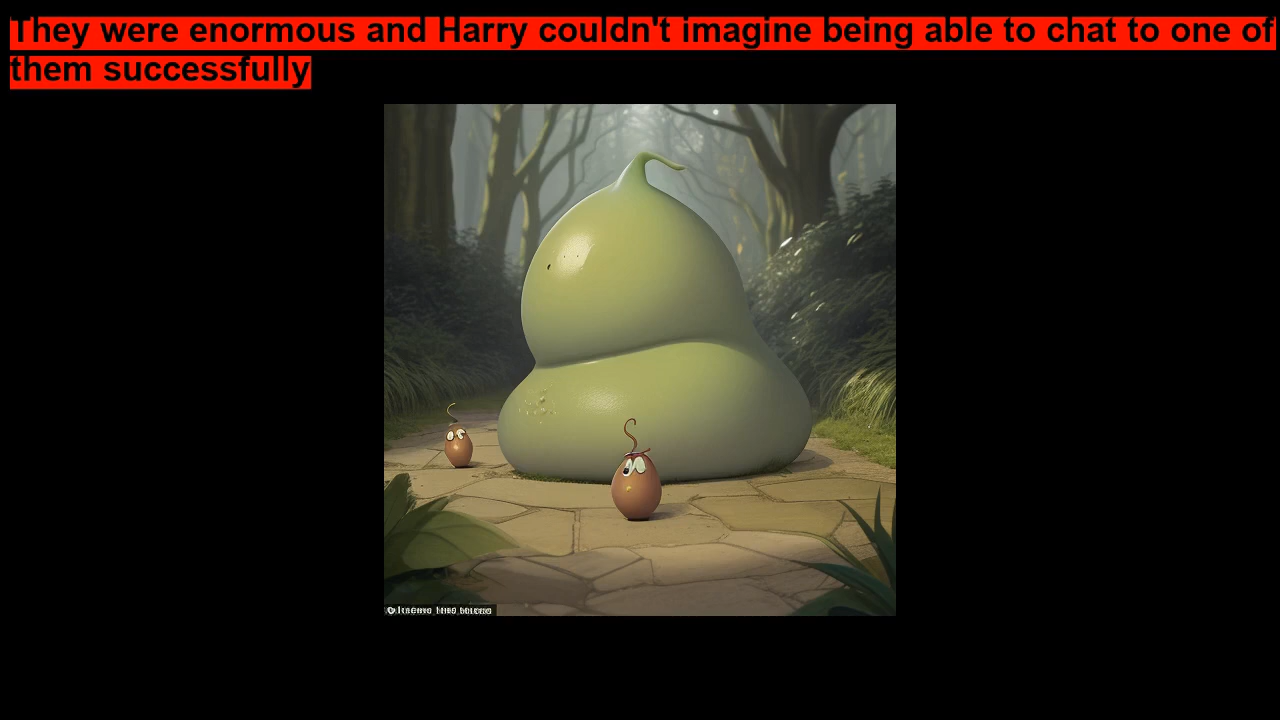 They were enormous and Harry couldn't imagine being able to chat to one of
them successfully